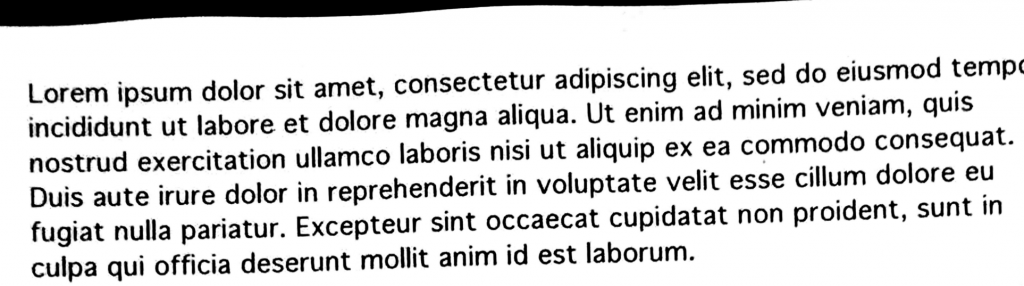 Lorem ipsum dolor sit amet, consectetur adipiscing elit, sed do eiusmod tempo
incididunt ut labore et dolore magna aliqua. Ut enim ad minim veniam, quis
nostrud exercitation ullamco laboris nisi ut aliquip ex ea commodo consequat.
Duis aute irure dolor in reprehenderit in voluptate velit esse cillum dolore eu
fugiat nulla pariatur. Excepteur sint occaecat cupidatat non proident, sunt in
culpa qui officia deserunt mollit anim id est laborum.